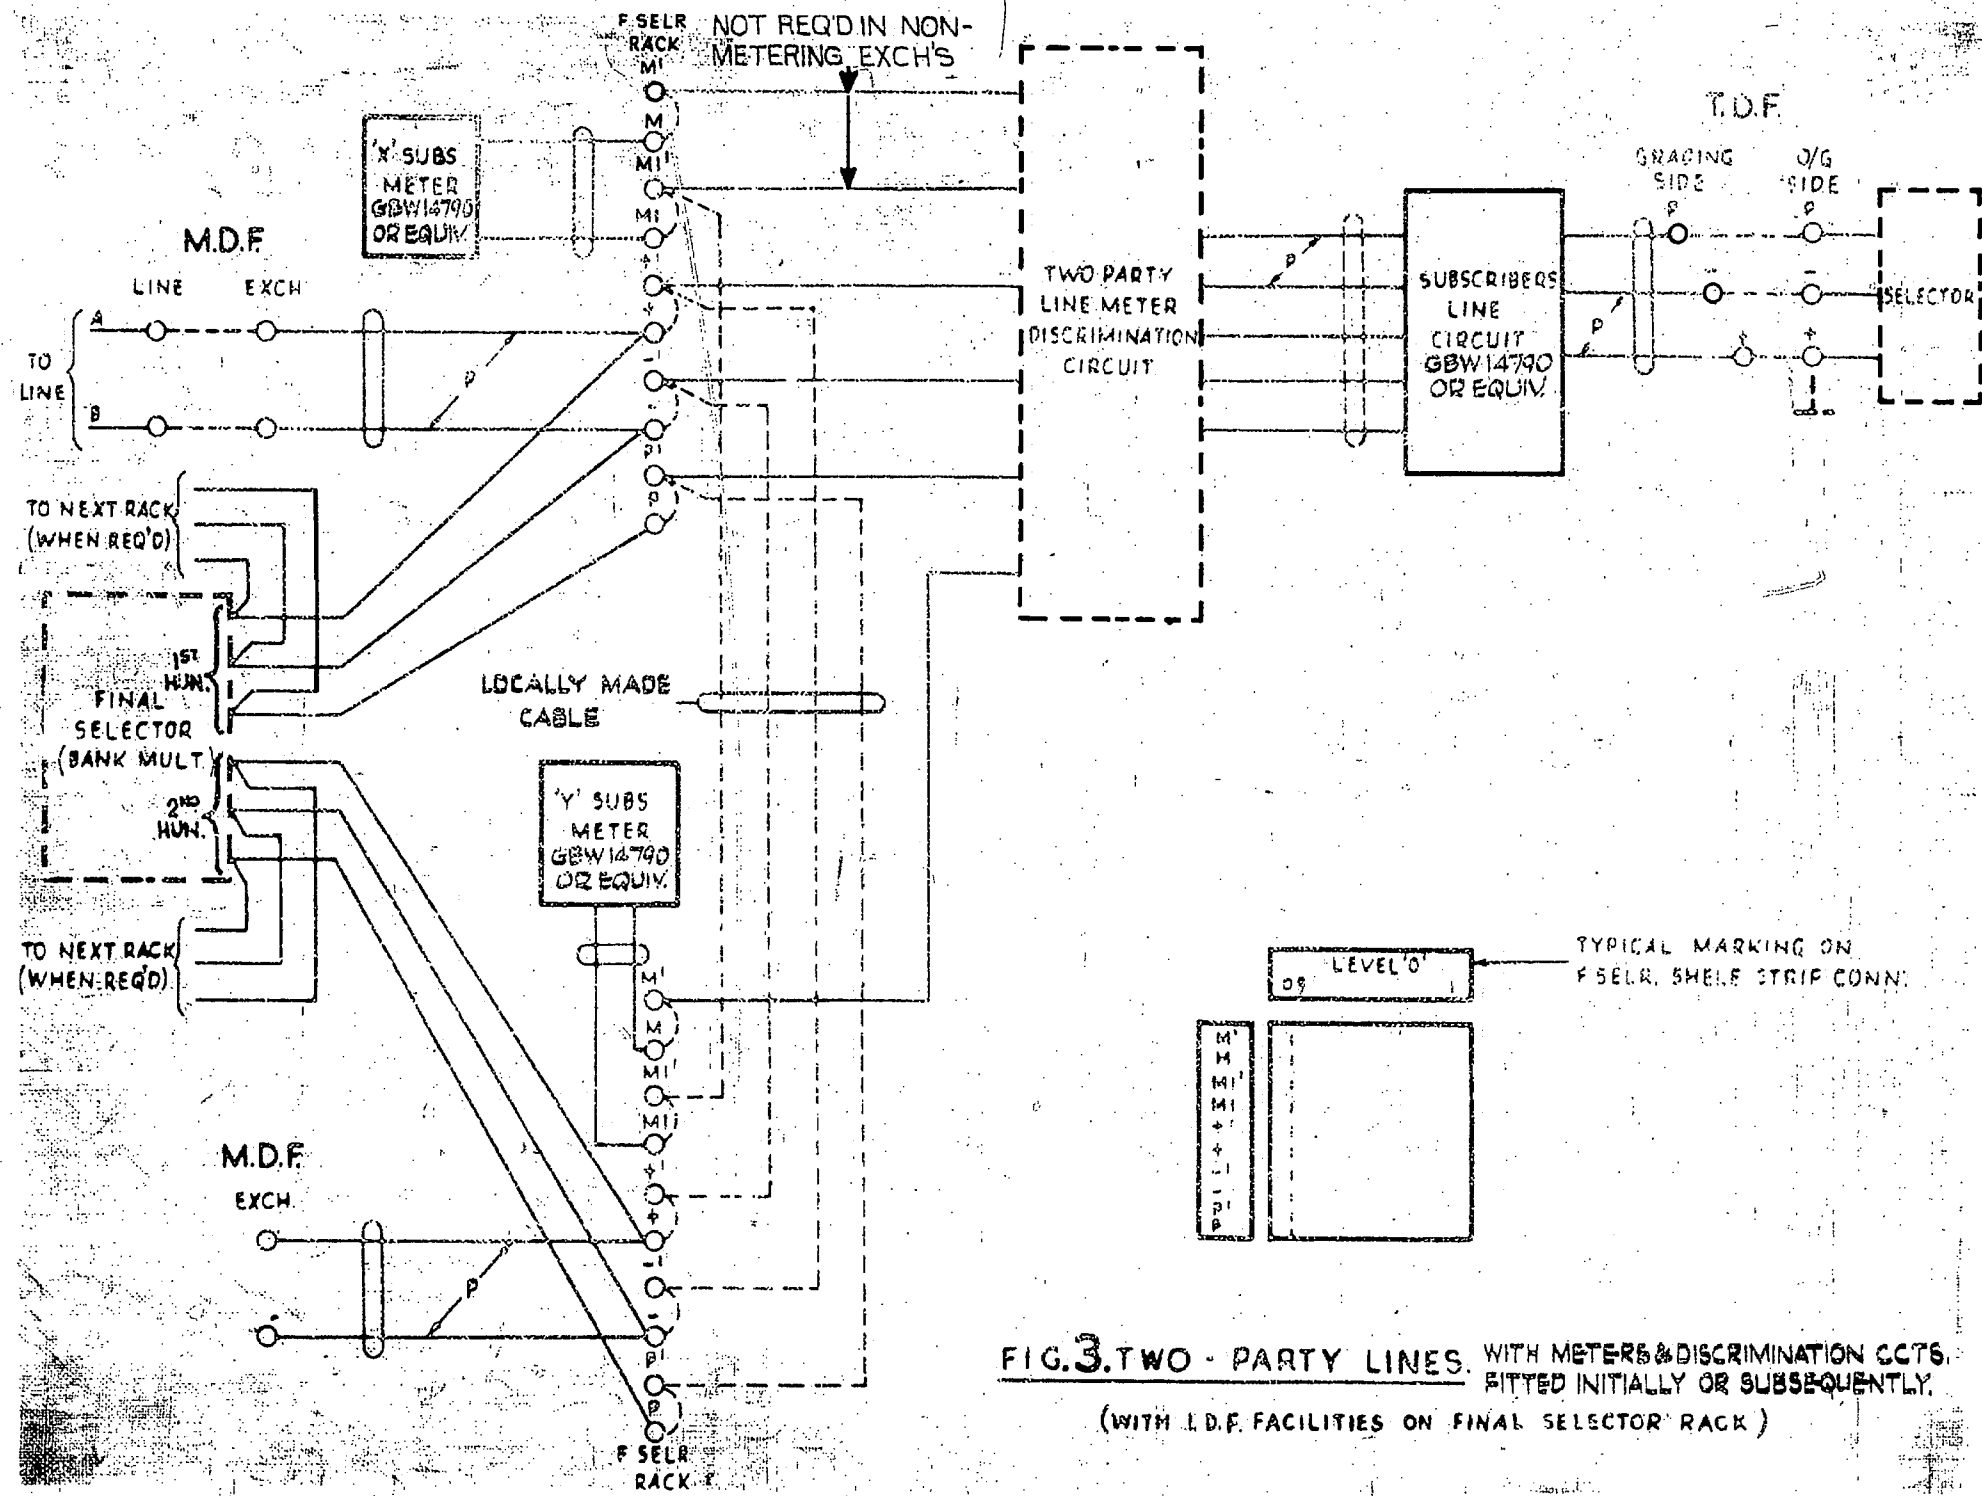 F SELR
RACK
NOT REQ'D IN NON-
METERING EXCH'S
M'
M
M1'
M1
+'
+
-'
-
P'
P
'X' SUBS
METER
GBW14790
OR EQUIV.
M.D.F.
LINE
EXCH
A
B
TO
LINE
P
TO NEXT RACK
(WHEN REQ'D)
1ST
HUN.
FINAL
SELECTOR
(BANK MULT.)
2ND
HUN.
TO NEXT RACK
(WHEN REQ'D)
LOCALLY MADE
CABLE
'Y' SUBS
METER
GBW14790
OR EQUIV.
M'
M
M1'
M1
+'
+
-'
-
P'
P
F SELR
RACK
M.D.F.
EXCH.
P
TWO PARTY
LINE METER
DISCRIMINATION
CIRCUIT
P
SUBSCRIBERS
LINE
CIRCUIT
GBW14790
OR EQUIV.
P
T.D.F.
GRADING
SIDE
O/G
SIDE
P
P
-
-
+
+
SELECTOR
LEVEL '0'
09
TYPICAL MARKING ON
F SELR. SHELF STRIP CONN.
M'
M
M1'
M1
+'
+
-'
-
P'
P
FIG.3. TWO - PARTY LINES. WITH METERS & DISCRIMINATION CCTS.
FITTED INITIALLY OR SUBSEQUENTLY.
(WITH I.D.F. FACILITIES ON FINAL SELECTOR RACK)